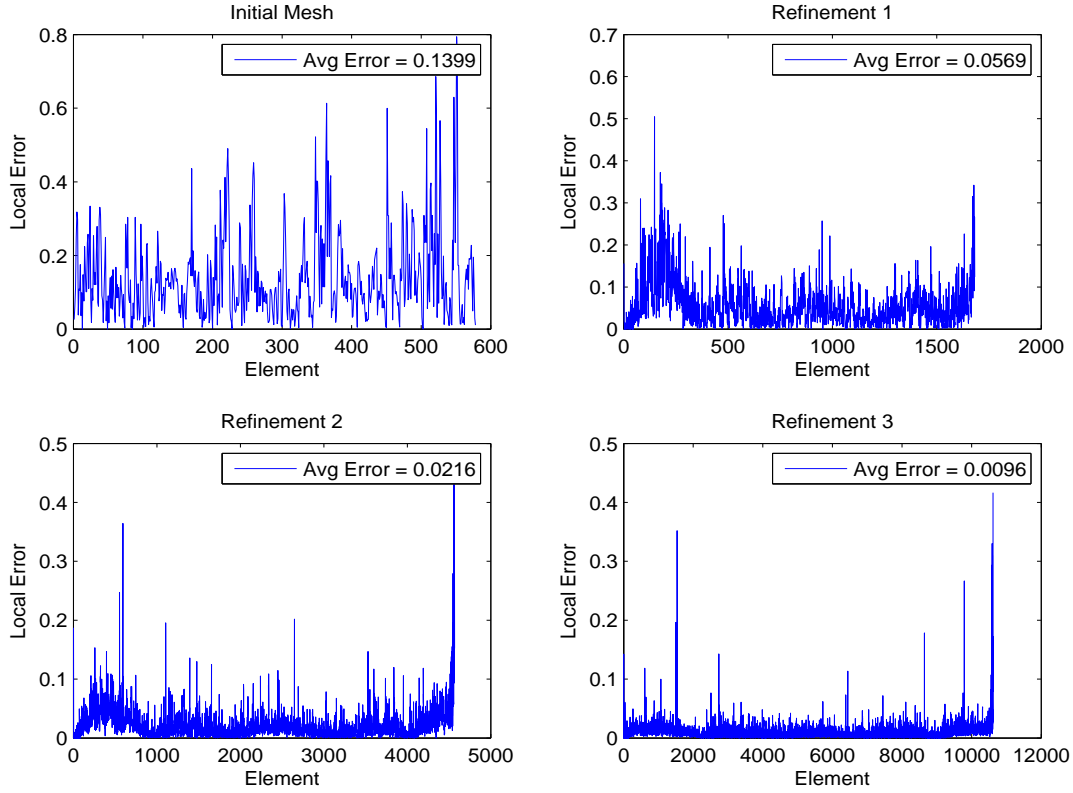 Initial Mesh
0.8
0.6
0.4
0.2
0
Local Error
Avg Error = 0.1399
0 100 200 300 400 500 600
Element
Refinement 1
0.7
0.6
0.5
0.4
0.3
0.2
0.1
0
Local Error
Avg Error = 0.0569
0 500 1000 1500 2000
Element
Refinement 2
0.5
0.4
0.3
0.2
0.1
0
Local Error
Avg Error = 0.0216
0 1000 2000 3000 4000 5000
Element
Refinement 3
0.5
0.4
0.3
0.2
0.1
0
Local Error
Avg Error = 0.0096
0 2000 4000 6000 8000 10000 12000
Element